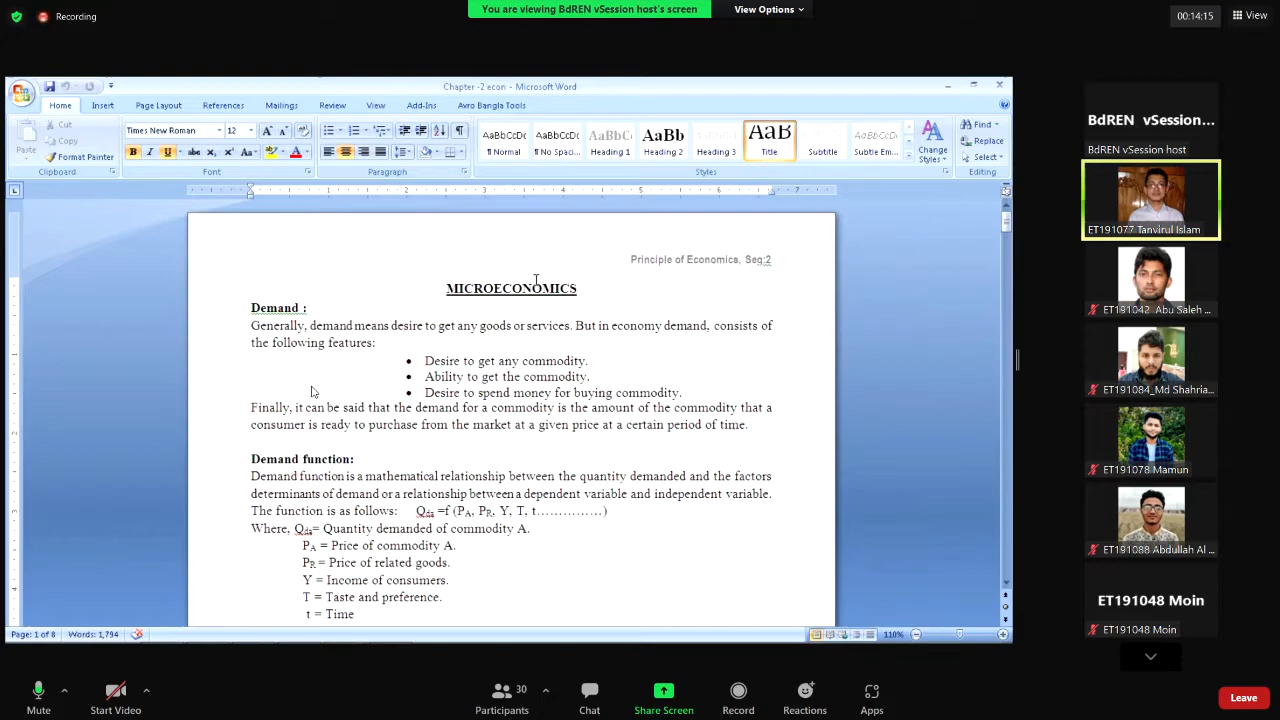 Recording
You are viewing BdREN vSession host's screen
View Options
00:14:15
View
Chapter -2 econ - Microsoft Word
Home Insert Page Layout References Mailings Review View Add-Ins Avro Bangla Tools
Paste
Cut
Copy
Format Painter
Clipboard
Times New Roman 12
Font
Paragraph
AaBbCcDc AaBbCcDc AaBbC AaBbCc AaBbCcI AaB AaBbCcI AaBbCcDc
¶ Normal ¶ No Spaci... Heading 1 Heading 2 Heading 3 Title Subtitle Subtle Em...
Styles
Change Styles
Find
Replace
Select
Editing
Principle of Economics, Seg:2
MICROECONOMICS
Demand :
Generally, demand means desire to get any goods or services. But in economy demand, consists of
the following features:
• Desire to get any commodity.
• Ability to get the commodity.
• Desire to spend money for buying commodity.
Finally, it can be said that the demand for a commodity is the amount of the commodity that a
consumer is ready to purchase from the market at a given price at a certain period of time.
Demand function:
Demand function is a mathematical relationship between the quantity demanded and the factors
determinants of demand or a relationship between a dependent variable and independent variable.
The function is as follows: Qda =f (PA, PR, Y, T, t……………)
Where, Qda= Quantity demanded of commodity A.
PA = Price of commodity A.
PR = Price of related goods.
Y = Income of consumers.
T = Taste and preference.
t = Time
Page: 1 of 8 Words: 1,794
110%
BdREN vSession...
BdREN vSession host
ET191077 Tanvirul Islam
ET191042_Abu Saleh ...
ET191084_Md Shahria...
ET191078 Mamun
ET191088 Abdullah Al ...
ET191048 Moin
ET191048 Moin
Mute
Start Video
Participants
30
Chat
Share Screen
Record
Reactions
Apps
Leave